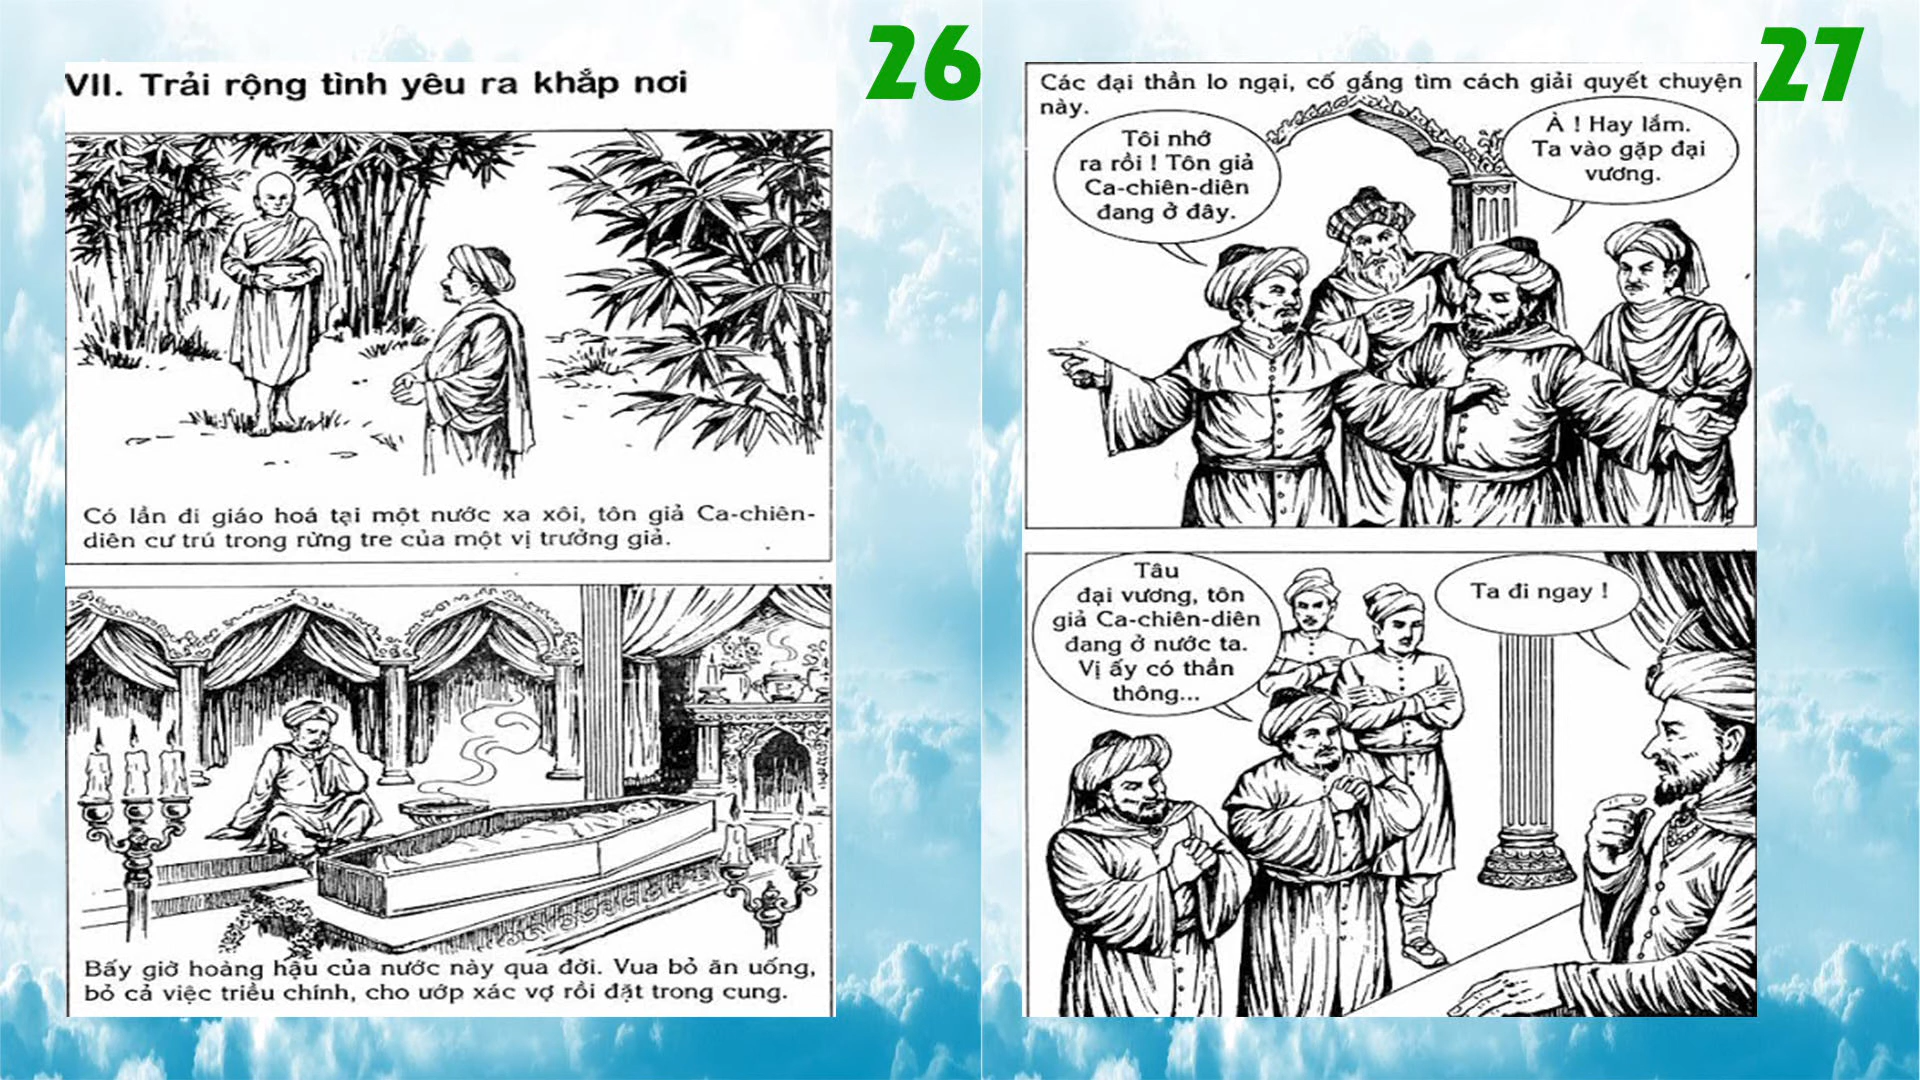 26
VII. Trải rộng tình yêu ra khắp nơi
Có lần đi giáo hoá tại một nước xa xôi, tôn giả Ca-chiên-
diên cư trú trong rừng tre của một vị trưởng giả.
Bấy giờ hoàng hậu của nước này qua đời. Vua bỏ ăn uống,
bỏ cả việc triều chính, cho ướp xác vợ rồi đặt trong cung.
27
Các đại thần lo ngại, cố gắng tìm cách giải quyết chuyện
này.
Tôi nhớ
ra rồi ! Tôn giả
Ca-chiên-diên
đang ở đây.
À ! Hay lắm.
Ta vào gặp đại
vương.
Tâu
đại vương, tôn
giả Ca-chiên-diên
đang ở nước ta.
Vị ấy có thần
thông...
Ta đi ngay !